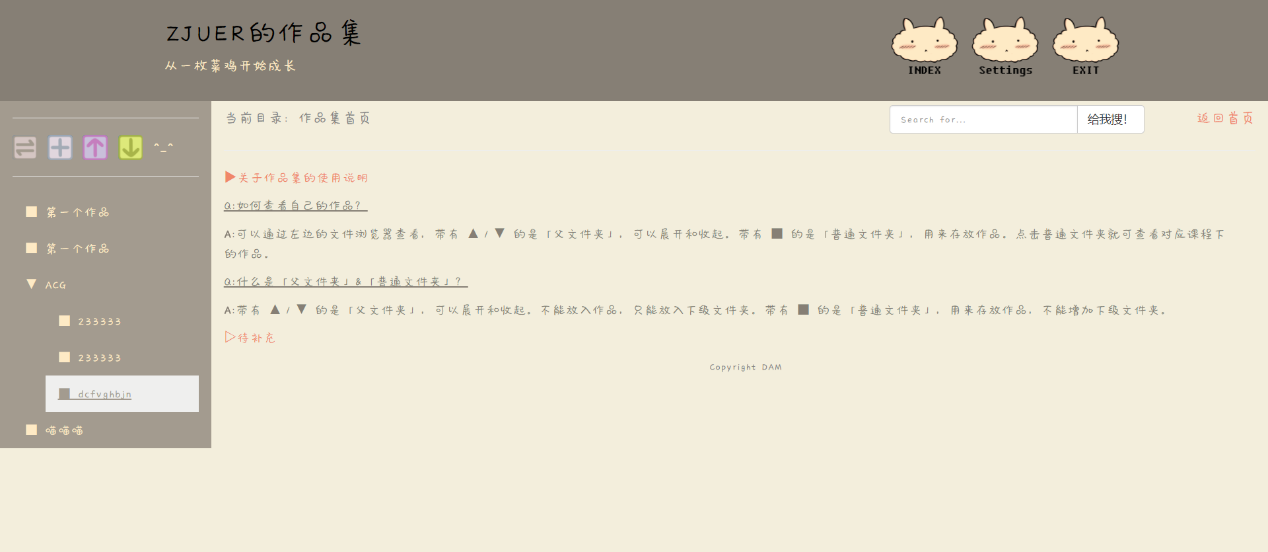 ZJUER的作品集
从一枚菜鸡开始成长
INDEX
Settings
EXIT
^_^
第一个作品
第一个作品
▼ ACG
233333
233333
dcfvghbjn
喵喵喵
当前目录: 作品集首页
Search for...
给我搜!
返回首页
▶关于作品集的使用说明
Q:如何查看自己的作品?
A:可以通过左边的文件浏览器查看, 带有 ▲ / ▼ 的是「父文件夹」, 可以展开和收起。带有 ■ 的是「普通文件夹」, 用来存放作品。点击普通文件夹就可查看对应课程下
的作品。
Q:什么是「父文件夹」&「普通文件夹」?
A:带有 ▲ / ▼ 的是「父文件夹」, 可以展开和收起。不能放入作品, 只能放入下级文件夹。带有 ■ 的是「普通文件夹」, 用来存放作品, 不能增加下级文件夹。
▷待补充
Copyright DAM